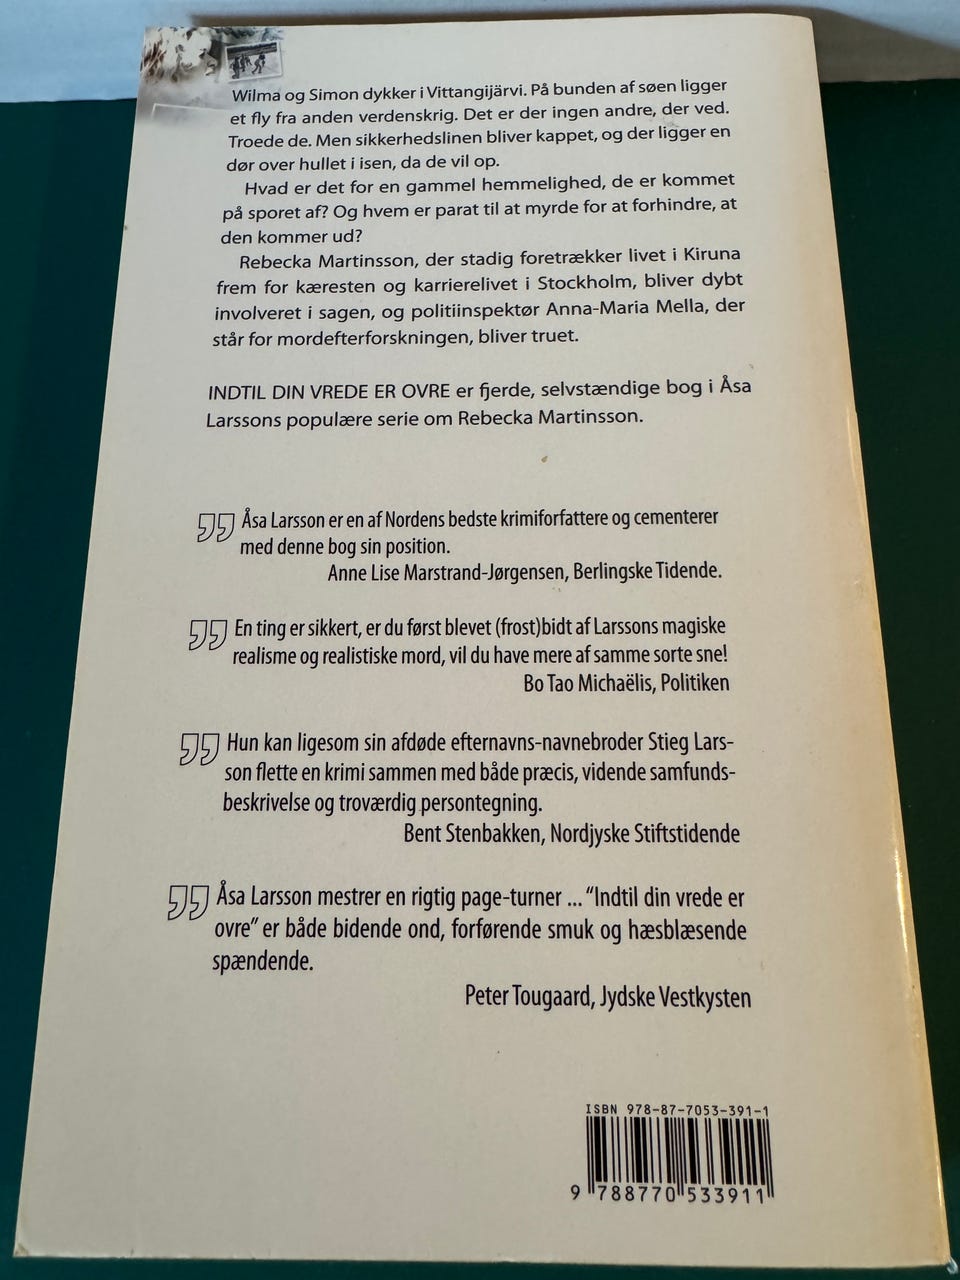 Wilma og Simon dykker i Vittangijärvi. På bunden af søen ligger
et fly fra anden verdenskrig. Det er der ingen andre, der ved.
Troede de. Men sikkerhedslinen bliver kappet, og der ligger en
dør over hullet i isen, da de vil op.
Hvad er det for en gammel hemmelighed, de er kommet
på sporet af? Og hvem er parat til at myrde for at forhindre, at
den kommer ud?
Rebecka Martinsson, der stadig foretrækker livet i Kiruna
frem for kæresten og karrierelivet i Stockholm, bliver dybt
involveret i sagen, og politiinspektør Anna-Maria Mella, der
står for mordefterforskningen, bliver truet.
INDTIL DIN VREDE ER OVRE er fjerde, selvstændige bog i Åsa
Larssons populære serie om Rebecka Martinsson.
Åsa Larsson er en af Nordens bedste krimiforfattere og cementerer
med denne bog sin position.
Anne Lise Marstrand-Jørgensen, Berlingske Tidende.
En ting er sikkert, er du først blevet (frost)bidt af Larssons magiske
realisme og realistiske mord, vil du have mere af samme sorte sne!
Bo Tao Michaëlis, Politiken
Hun kan ligesom sin afdøde efternavns-navnebroder Stieg Lars-
son flette en krimi sammen med både præcis, vidende samfunds-
beskrivelse og troværdig persontegning.
Bent Stenbakken, Nordjyske Stiftstidende
Åsa Larsson mestrer en rigtig page-turner ... “Indtil din vrede er
ovre” er både bidende ond, forførende smuk og hæsblæsende
spændende.
Peter Tougaard, Jydske Vestkysten
ISBN 978-87-7053-391-1
9 788770 533911